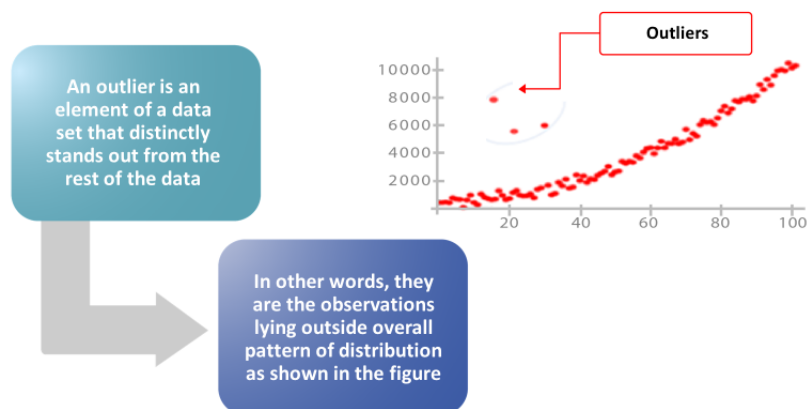 An outlier is an
element of a data
set that distinctly
stands out from the
rest of the data
Outliers
10000
8000
6000
4000
2000
20
40
60
80
100
In other words, they
are the observations
lying outside overall
pattern of distribution
as shown in the figure